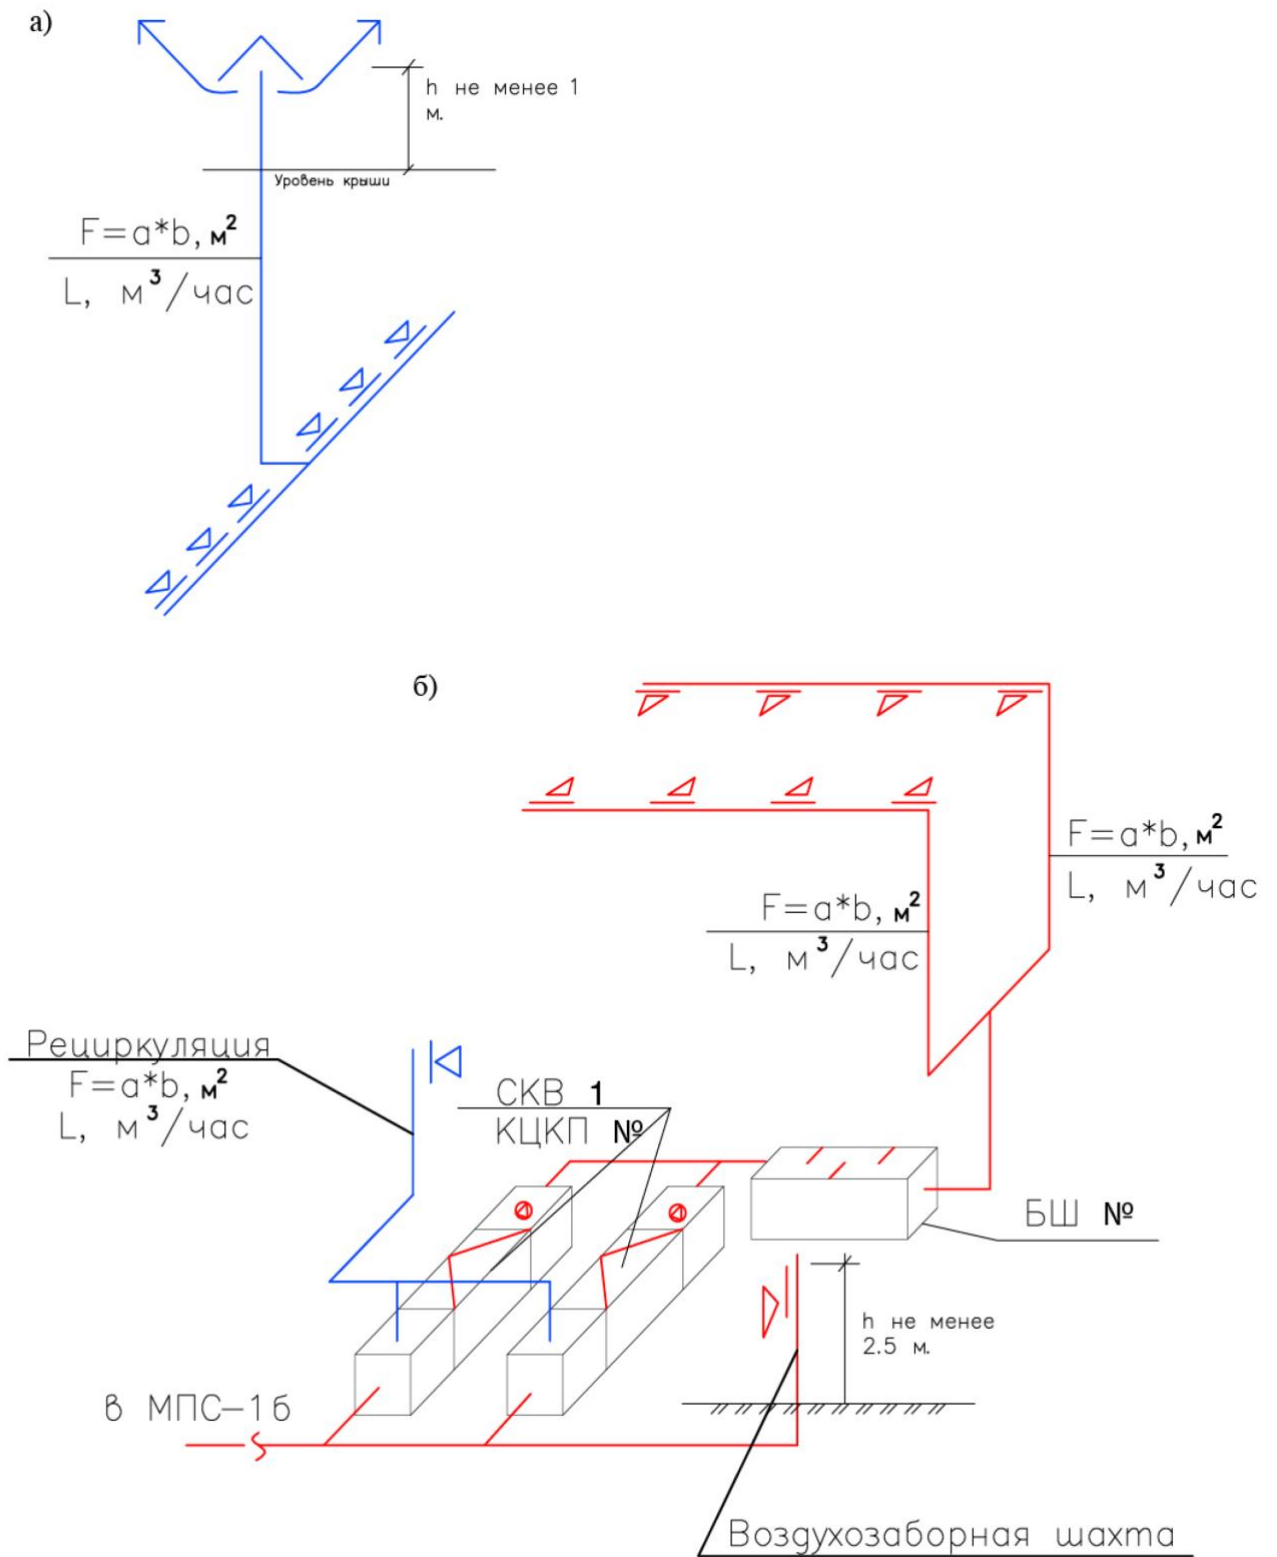 а)
h не менее 1
м.
Уровень крыши
F=a*b, м²
L, м³/час
б)
F=a*b, м²
L, м³/час
F=a*b, м²
L, м³/час
Рециркуляция
F=a*b, м²
L, м³/час
СКВ 1
КЦКП №
БШ №
h не менее
2.5 м.
в МПС-1б
Воздухозаборная шахта